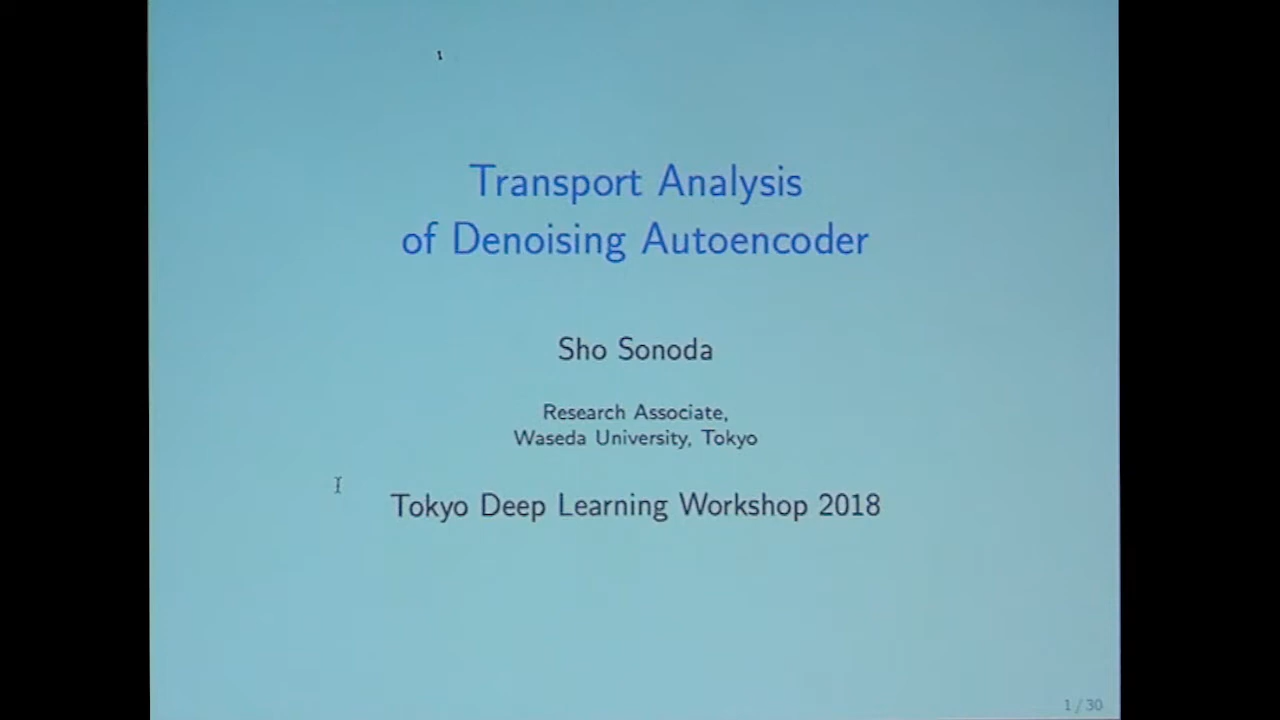 Transport Analysis
of Denoising Autoencoder
Sho Sonoda
Research Associate,
Waseda University, Tokyo
Tokyo Deep Learning Workshop 2018
1 / 30